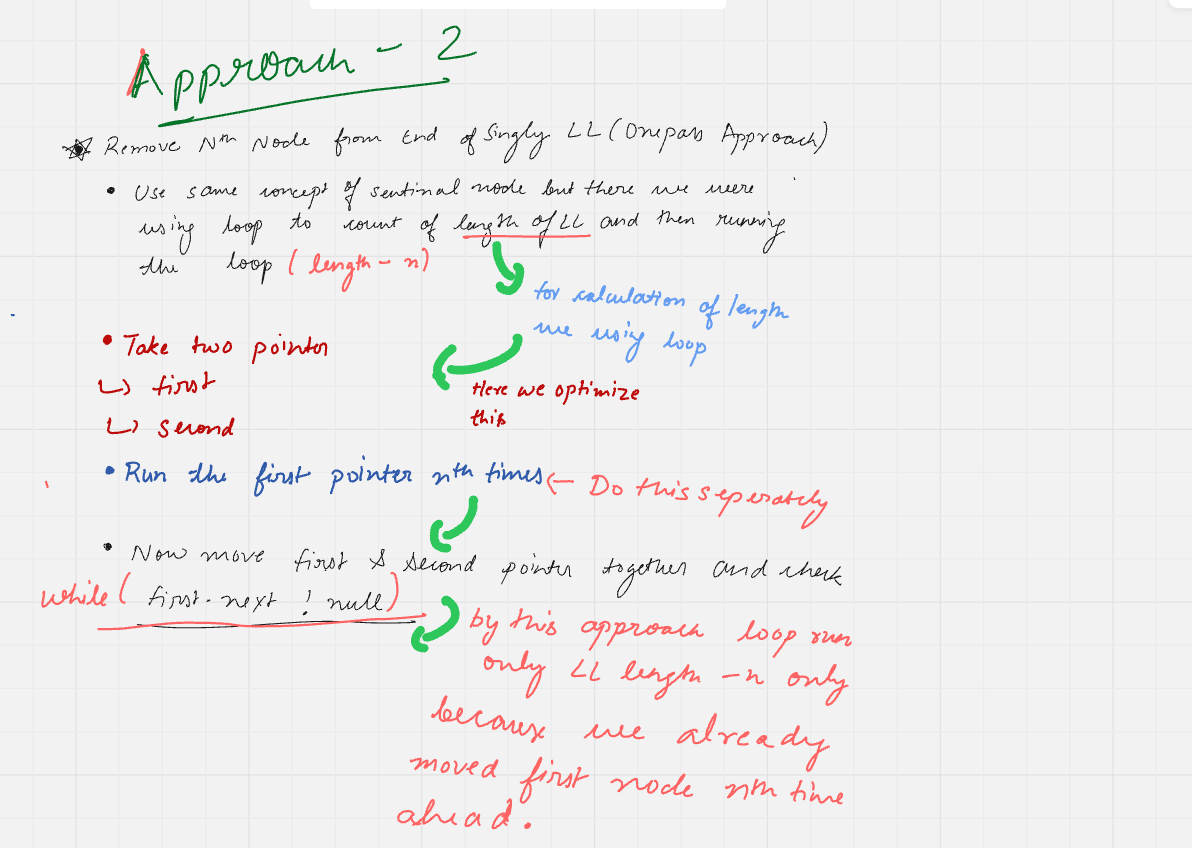 Approach - 2
Remove Nth Node from End of Singly LL (Onepass Approach)
• Use same concept of sentinal node but there we were
using loop to count of length of LL and then running
the loop (length - n)
for calculation of length
we using loop
• Take two pointer
↳ first
↳ second
Here we optimize
this
• Run the first pointer nth times ← Do this seperately
• Now move first & second pointer together and check
while ( first.next ! null )
by this approach loop run
only LL length - n only
because we already
moved first node nth time
ahead.